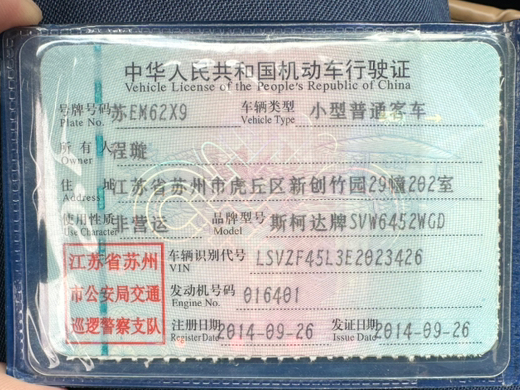 中华人民共和国机动车行驶证
Vehicle License of the People's Republic of China
号牌号码 苏EM62X9 车辆类型 小型普通客车
Plate No. Vehicle Type
所有人 程璇
Owner
住址 江苏省苏州市虎丘区新创竹园29幢202室
Address
使用性质 非营运 品牌型号 斯柯达牌SVW6452WGD
Use Character Model
江苏省苏州 车辆识别代号 LSVZF45L3E2023426
VIN
市公安局交通 发动机号码 016401
Engine No.
巡逻警察支队 注册日期 2014-09-26 发证日期 2014-09-26
Register Date Issue Date